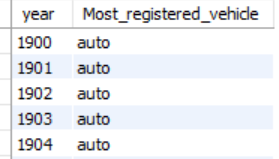 year Most_registered_vehicle
1900 auto
1901 auto
1902 auto
1903 auto
1904 auto